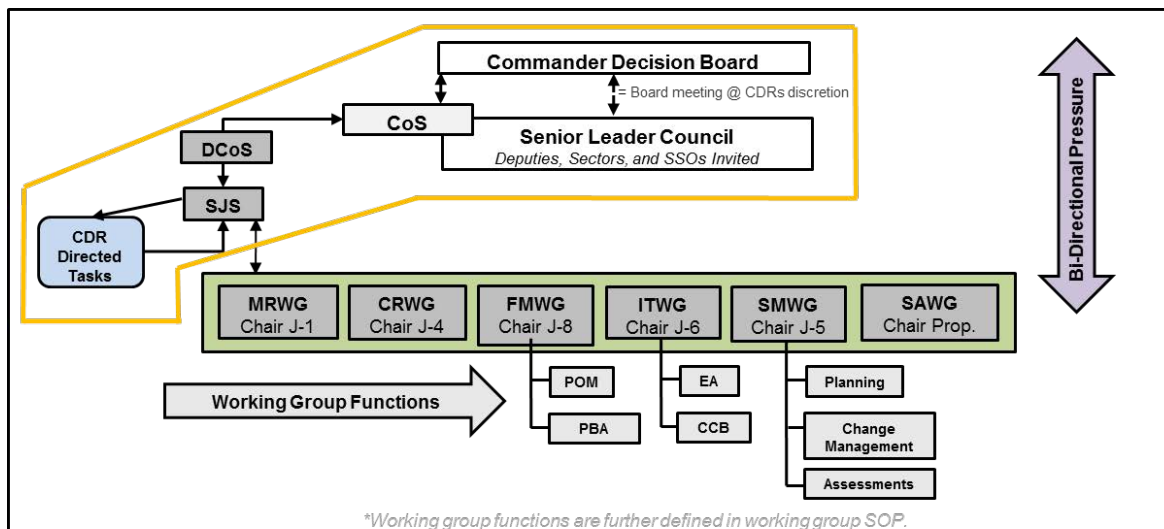 Commander Decision Board
= Board meeting @ CDRs discretion
CoS
Senior Leader Council
Deputies, Sectors, and SSOs Invited
DCoS
SJS
CDR
Directed
Tasks
Bi-Directional Pressure
MRWG
Chair J-1
CRWG
Chair J-4
FMWG
Chair J-8
ITWG
Chair J-6
SMWG
Chair J-5
SAWG
Chair Prop.
Working Group Functions
POM
PBA
EA
CCB
Planning
Change
Management
Assessments
*Working group functions are further defined in working group SOP.